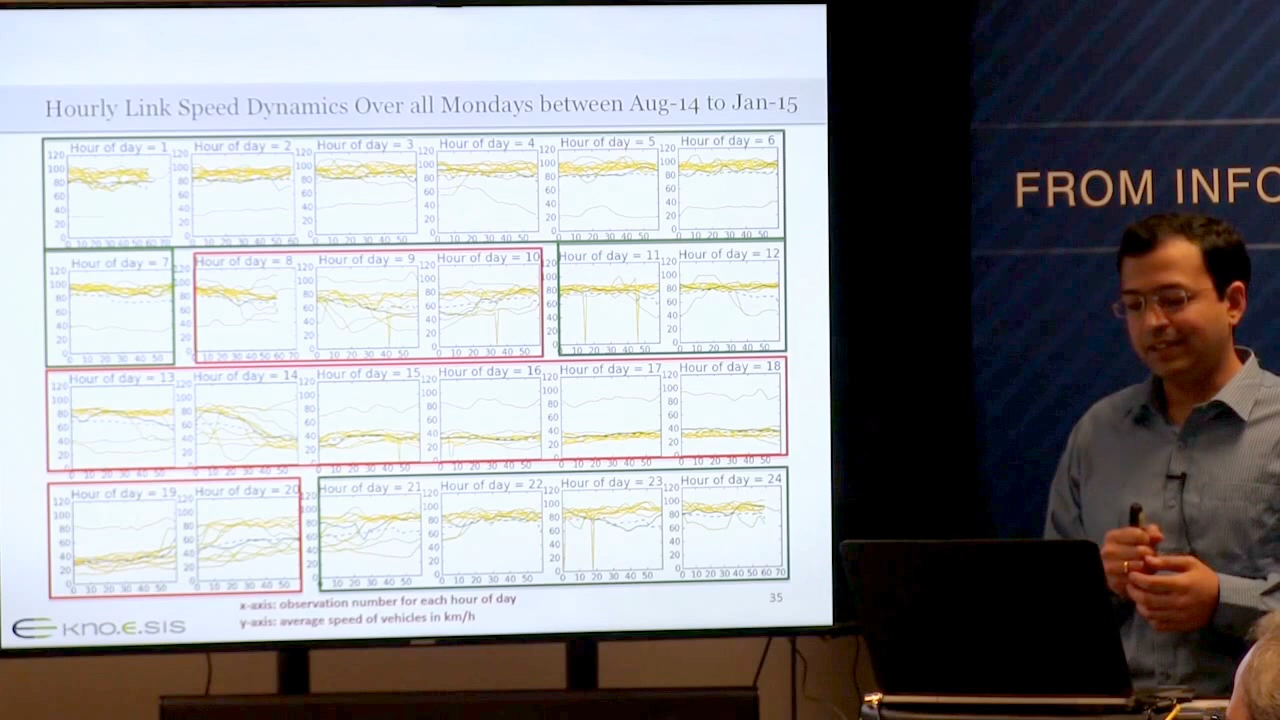 Hourly Link Speed Dynamics Over all Mondays between Aug-14 to Jan-15
Hour of day = 1 Hour of day = 2 Hour of day = 3 Hour of day = 4 Hour of day = 5 Hour of day = 6
Hour of day = 7 Hour of day = 8 Hour of day = 9 Hour of day = 10 Hour of day = 11 Hour of day = 12
Hour of day = 13 Hour of day = 14 Hour of day = 15 Hour of day = 16 Hour of day = 17 Hour of day = 18
Hour of day = 19 Hour of day = 20 Hour of day = 21 Hour of day = 22 Hour of day = 23 Hour of day = 24
x-axis: observation number for each hour of day
y-axis: average speed of vehicles in km/h
35
kno.e.sis
FROM INFO